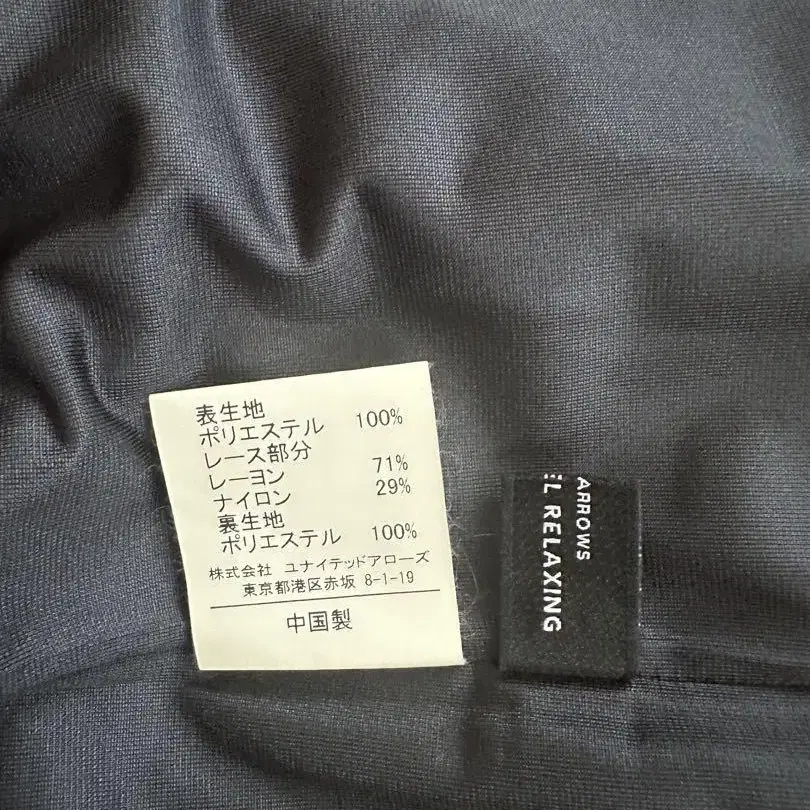 表生地
ポリエステル 100%
レース部分
レーヨン 71%
ナイロン 29%
裏生地
ポリエステル 100%
株式会社 ユナイテッドアローズ
東京都港区赤坂 8-1-19
中国製
ARROWS
RELAXING